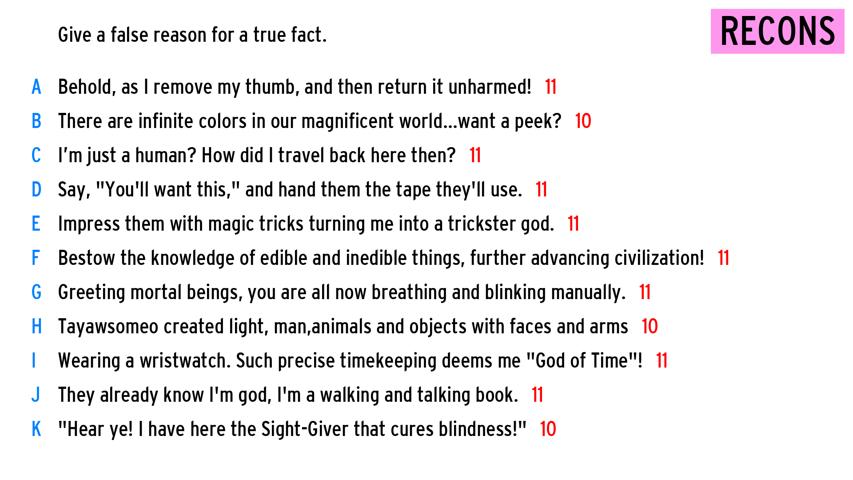 Give a false reason for a true fact.
RECONS
A Behold, as I remove my thumb, and then return it unharmed! 11
B There are infinite colors in our magnificent world...want a peek? 10
C I'm just a human? How did I travel back here then? 11
D Say, "You'll want this," and hand them the tape they'll use. 11
E Impress them with magic tricks turning me into a trickster god. 11
F Bestow the knowledge of edible and inedible things, further advancing civilization! 11
G Greeting mortal beings, you are all now breathing and blinking manually. 11
H Tayawsomeo created light, man,animals and objects with faces and arms 10
I Wearing a wristwatch. Such precise timekeeping deems me "God of Time"! 11
J They already know I'm god, I'm a walking and talking book. 11
K "Hear ye! I have here the Sight-Giver that cures blindness!" 10